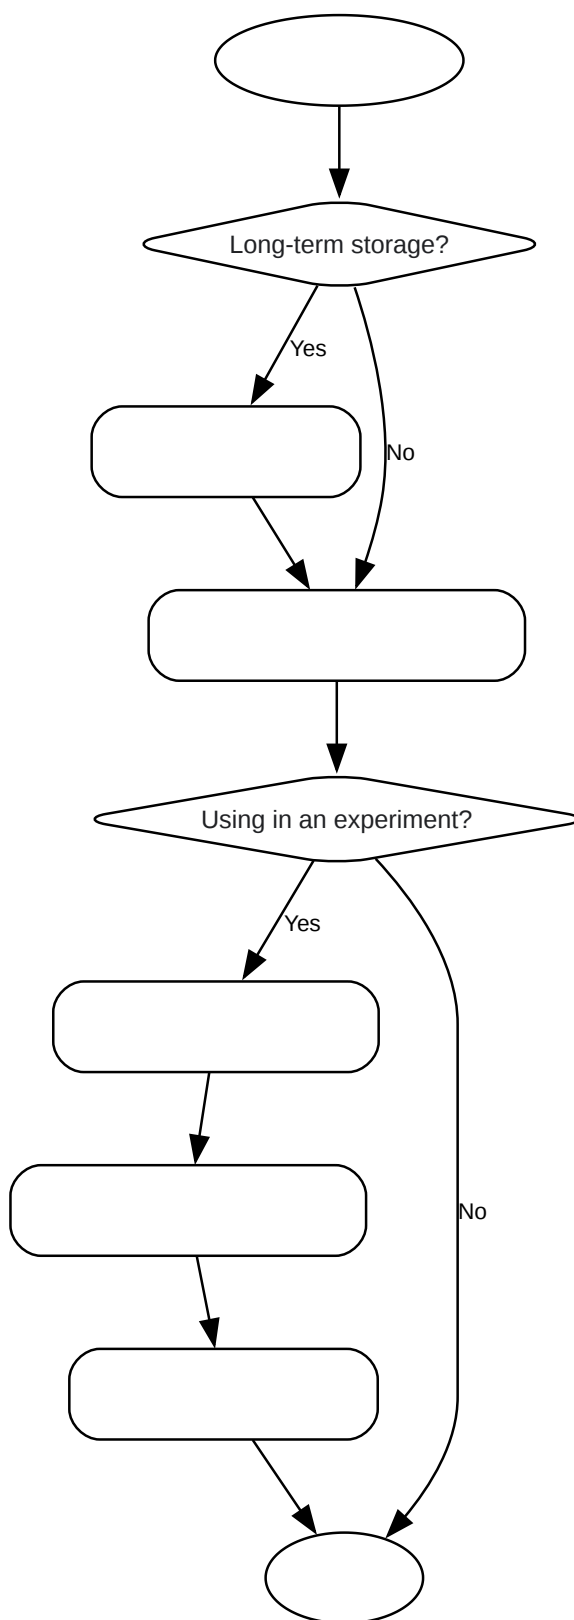 Long-term storage?
Yes
No
Using in an experiment?
Yes
No